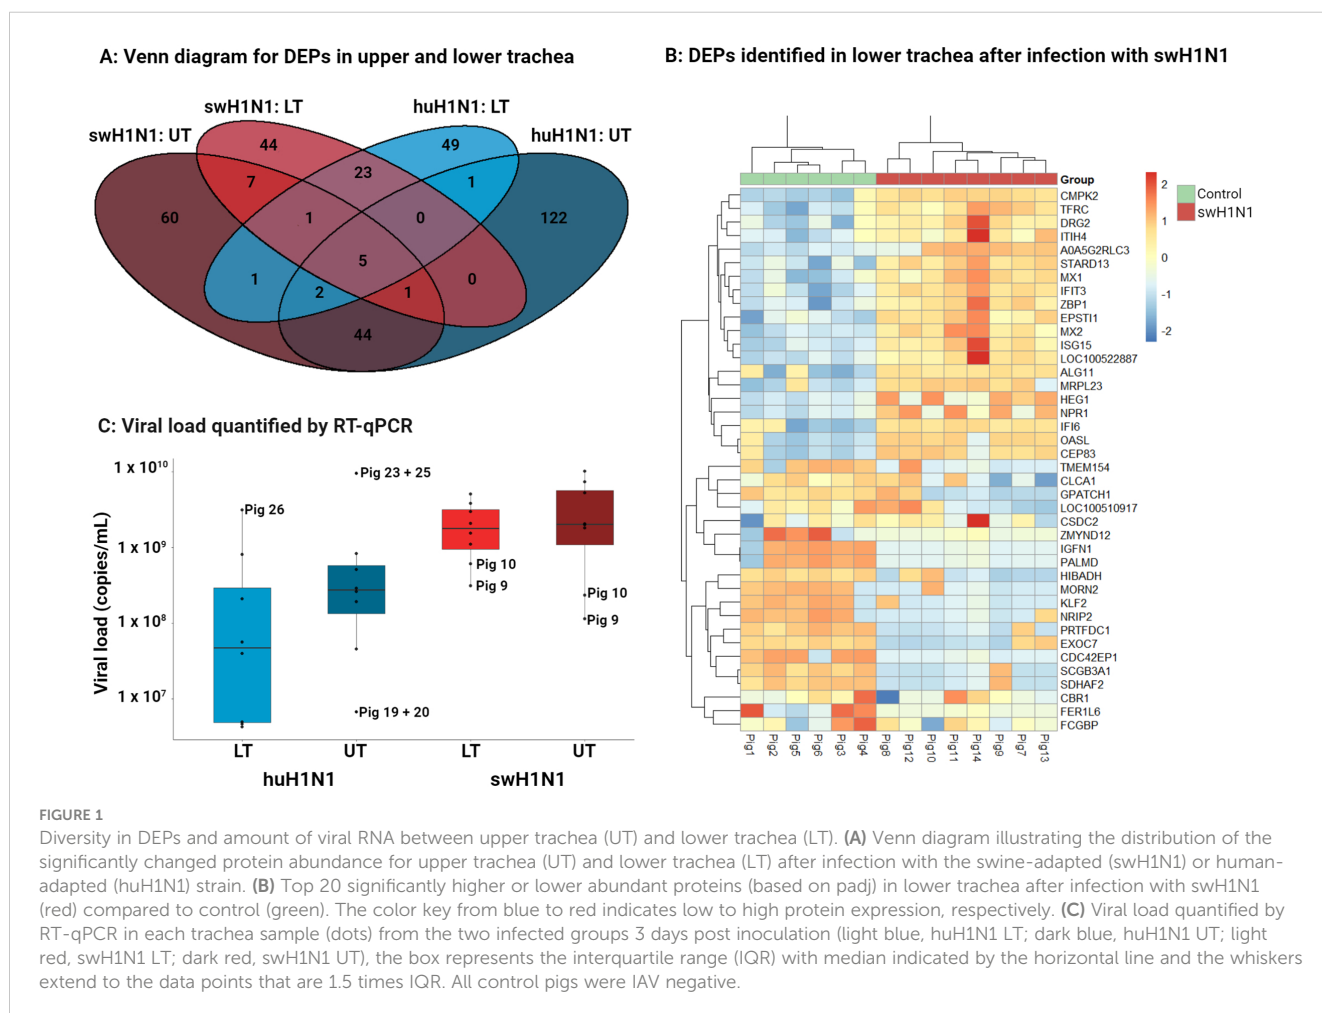 A: Venn diagram for DEPs in upper and lower trachea
swH1N1: LT
huH1N1: LT
swH1N1: UT
huH1N1: UT
44
49
7
23
1
60
1
0
122
5
1
2
1
0
44
B: DEPs identified in lower trachea after infection with swH1N1
Group
CMPK2
TFRC
DRG2
ITIH4
A0A5G2RLC3
STARD13
MX1
IFIT3
ZBP1
EPSTI1
MX2
ISG15
LOC100522887
ALG11
MRPL23
HEG1
NPR1
IFI6
OASL
CEP83
TMEM154
CLCA1
GPATCH1
LOC100510917
CSDC2
ZMYND12
IGFN1
PALMD
HIBADH
MORN2
KLF2
NRIP2
PRTFDC1
EXOC7
CDC42EP1
SCGB3A1
SDHAF2
CBR1
FER1L6
FCGBP
Pig1
Pig2
Pig5
Pig6
Pig3
Pig4
Pig8
Pig12
Pig10
Pig11
Pig14
Pig9
Pig7
Pig13
2
1
0
-1
-2
Control
swH1N1
C: Viral load quantified by RT-qPCR
Viral load (copies/mL)
1 x 10¹⁰
1 x 10⁹
1 x 10⁸
1 x 10⁷
Pig 26
Pig 23 + 25
Pig 19 + 20
Pig 10
Pig 9
Pig 10
Pig 9
LT
UT
LT
UT
huH1N1
swH1N1
FIGURE 1
Diversity in DEPs and amount of viral RNA between upper trachea (UT) and lower trachea (LT). (A) Venn diagram illustrating the distribution of the
significantly changed protein abundance for upper trachea (UT) and lower trachea (LT) after infection with the swine-adapted (swH1N1) or human-
adapted (huH1N1) strain. (B) Top 20 significantly higher or lower abundant proteins (based on padj) in lower trachea after infection with swH1N1
(red) compared to control (green). The color key from blue to red indicates low to high protein expression, respectively. (C) Viral load quantified by
RT-qPCR in each trachea sample (dots) from the two infected groups 3 days post inoculation (light blue, huH1N1 LT; dark blue, huH1N1 UT; light
red, swH1N1 LT; dark red, swH1N1 UT), the box represents the interquartile range (IQR) with median indicated by the horizontal line and the whiskers
extend to the data points that are 1.5 times IQR. All control pigs were IAV negative.